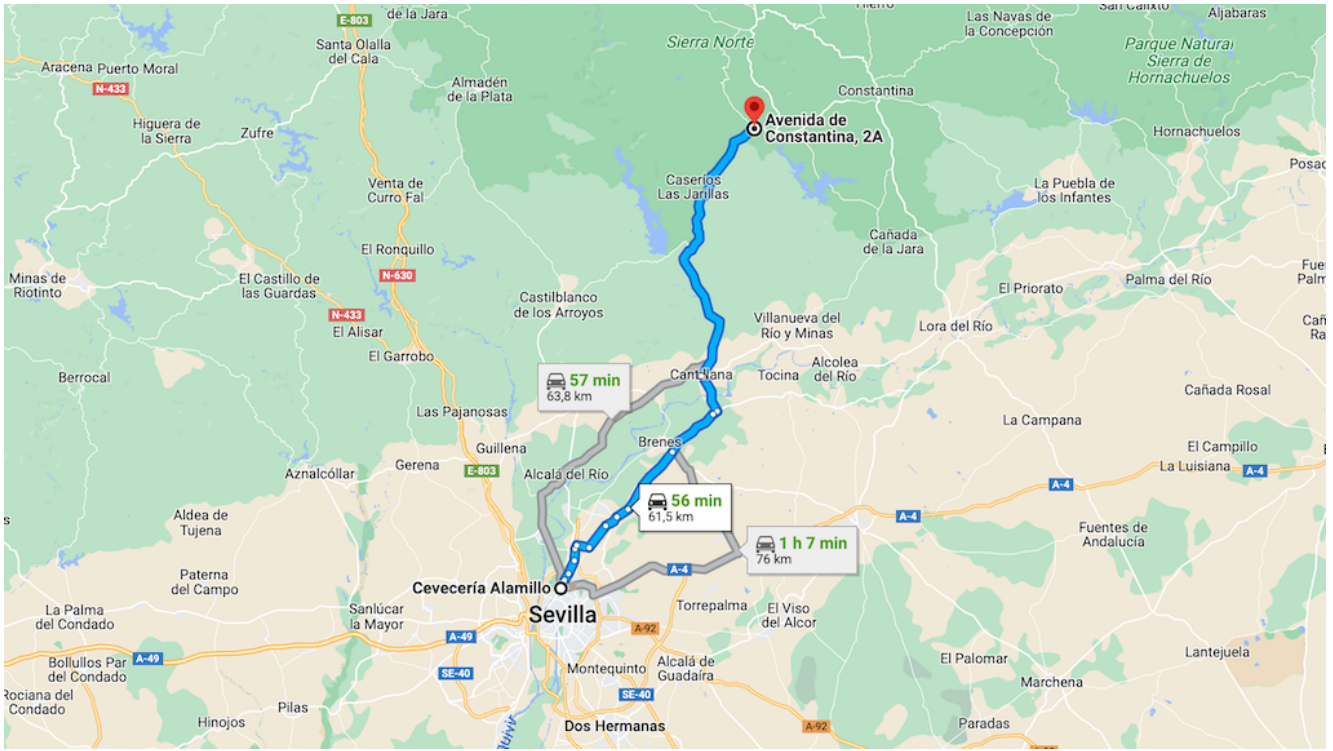 E-803
de la Jara
Hierro
Las Navas de
la Concepción
San Calixto
Aljabaras
Santa Olalla
del Cala
Sierra Norte
Parque Natural
Sierra de
Hornachuelos
Aracena
Puerto Moral
N-433
Almadén
de la Plata
Constantina
Higuera de
la Sierra
Zufre
Avenida de
Constantina, 2A
Hornachuelos
Venta de
Curro Fal
Caseríos
Las Jarillas
La Puebla de
los Infantes
Cañada
de la Jara
El Ronquillo
Minas de
Riotinto
El Castillo de
las Guardas
N-630
Palma del Río
El Priorato
Castilblanco
de los Arroyos
N-433
El Alisar
Villanueva del
Río y Minas
Lora del Río
El Garrobo
Alcolea
del Río
Berrocal
57 min
63,8 km
Cantillana
Tocina
Cañada Rosal
Las Pajanosas
La Campana
Guillena
Brenes
El Campillo
La Luisiana
A-4
Gerena
E-803
Aznalcóllar
Alcalá del Río
A-4
56 min
61,5 km
A-4
Aldea de
Tujena
Fuentes de
Andalucía
1 h 7 min
76 km
Paterna
del Campo
A-4
Cevecería Alamillo
Sevilla
La Palma
del Condado
Sanlúcar
la Mayor
Torrepalma
El Viso
del Alcor
A-49
A-92
Lantejuela
Bollullos Par
del Condado
A-49
SE-40
Montequinto
Alcalá de
Guadaíra
El Palomar
Marchena
Rociana del
Condado
Pilas
SE-40
Hinojos
Dos Hermanas
A-92
Paradas